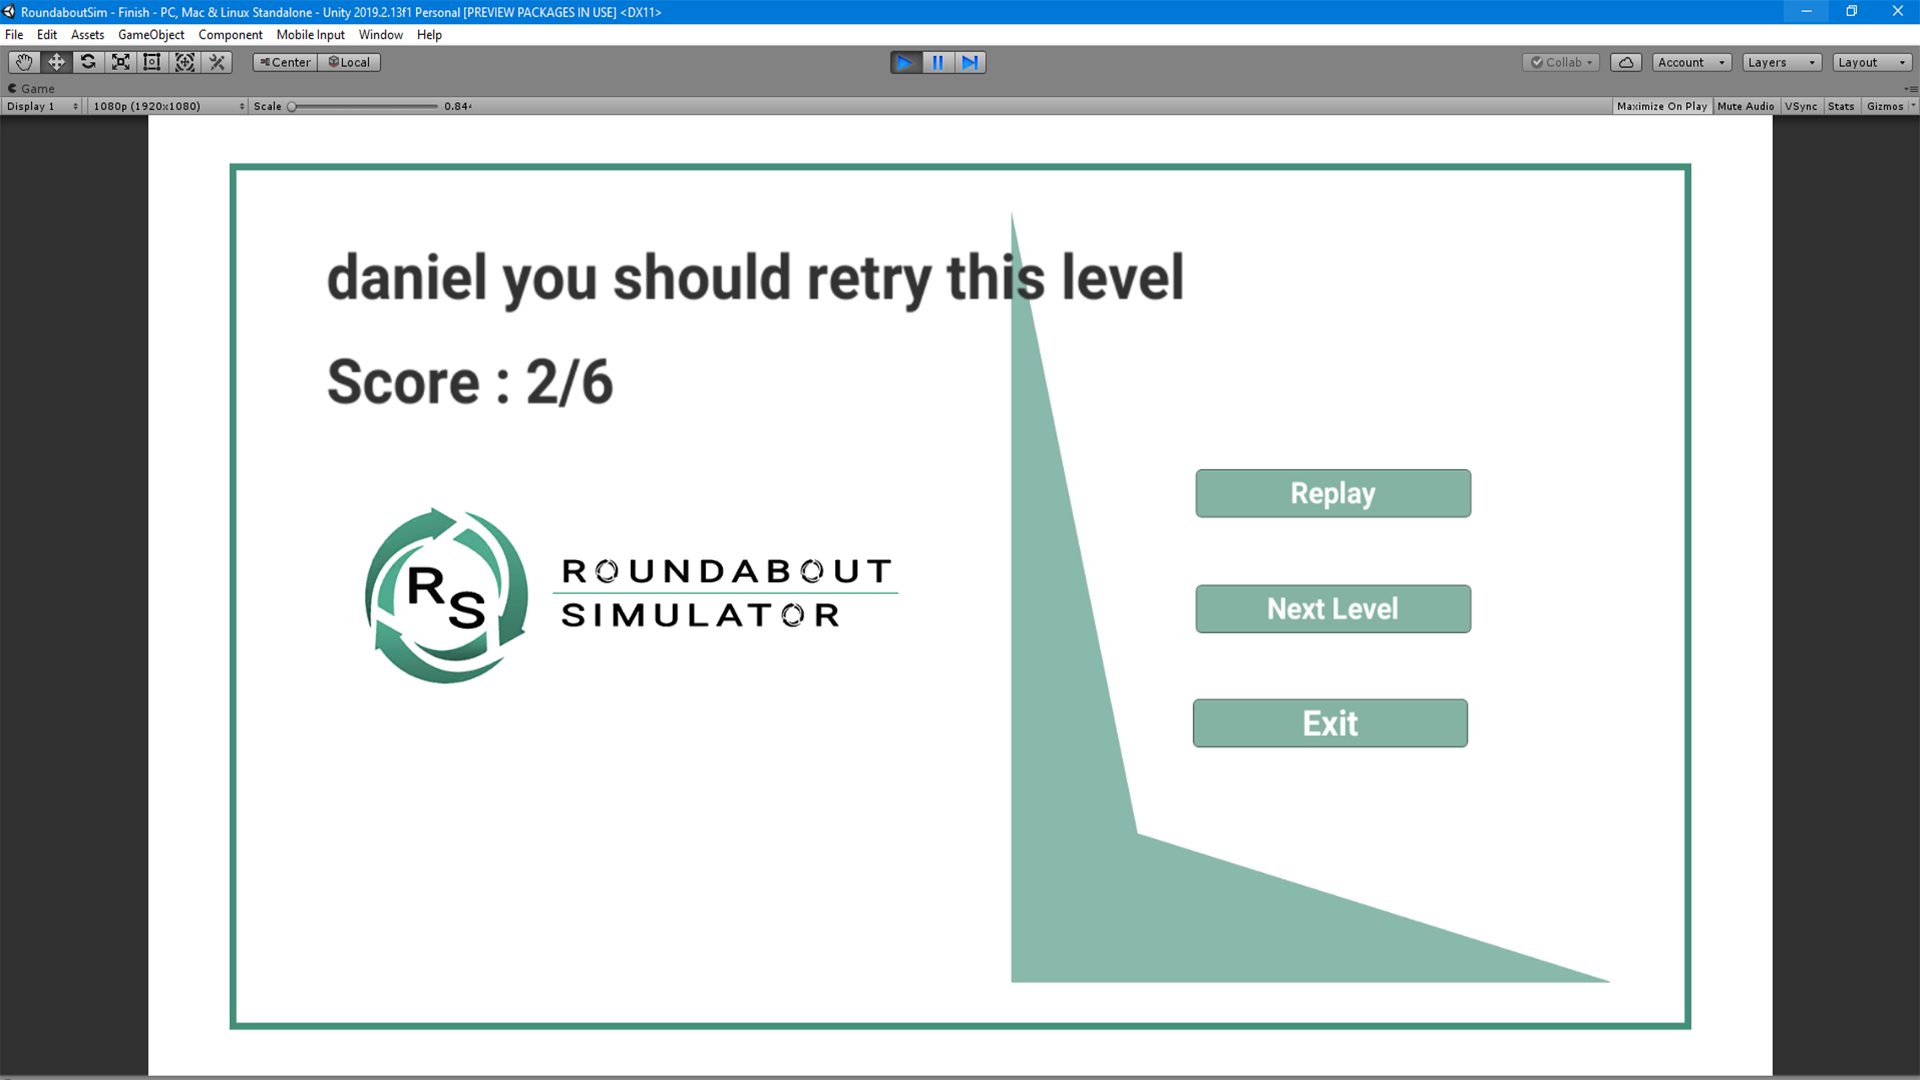 RoundaboutSim - Finish - PC, Mac & Linux Standalone - Unity 2019.2.13f1 Personal [PREVIEW PACKAGES IN USE] <DX11>
File Edit Assets GameObject Component Mobile Input Window Help
Center Local Collab Account Layers Layout
Game
Display 1 1080p (1920x1080) Scale 0.84 Maximize On Play Mute Audio VSync Stats Gizmos
daniel you should retry this level
Score : 2/6
Replay
RS
ROUNDABOUT
SIMULATOR
Next Level
Exit